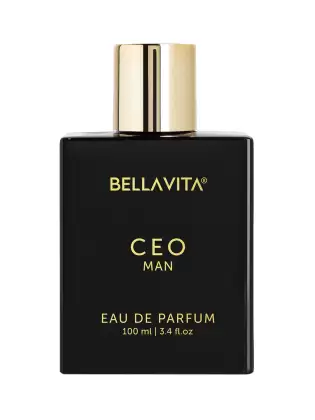 BELLAVITA®
CEO
MAN
EAU DE PARFUM
100 ml | 3.4 fl.oz